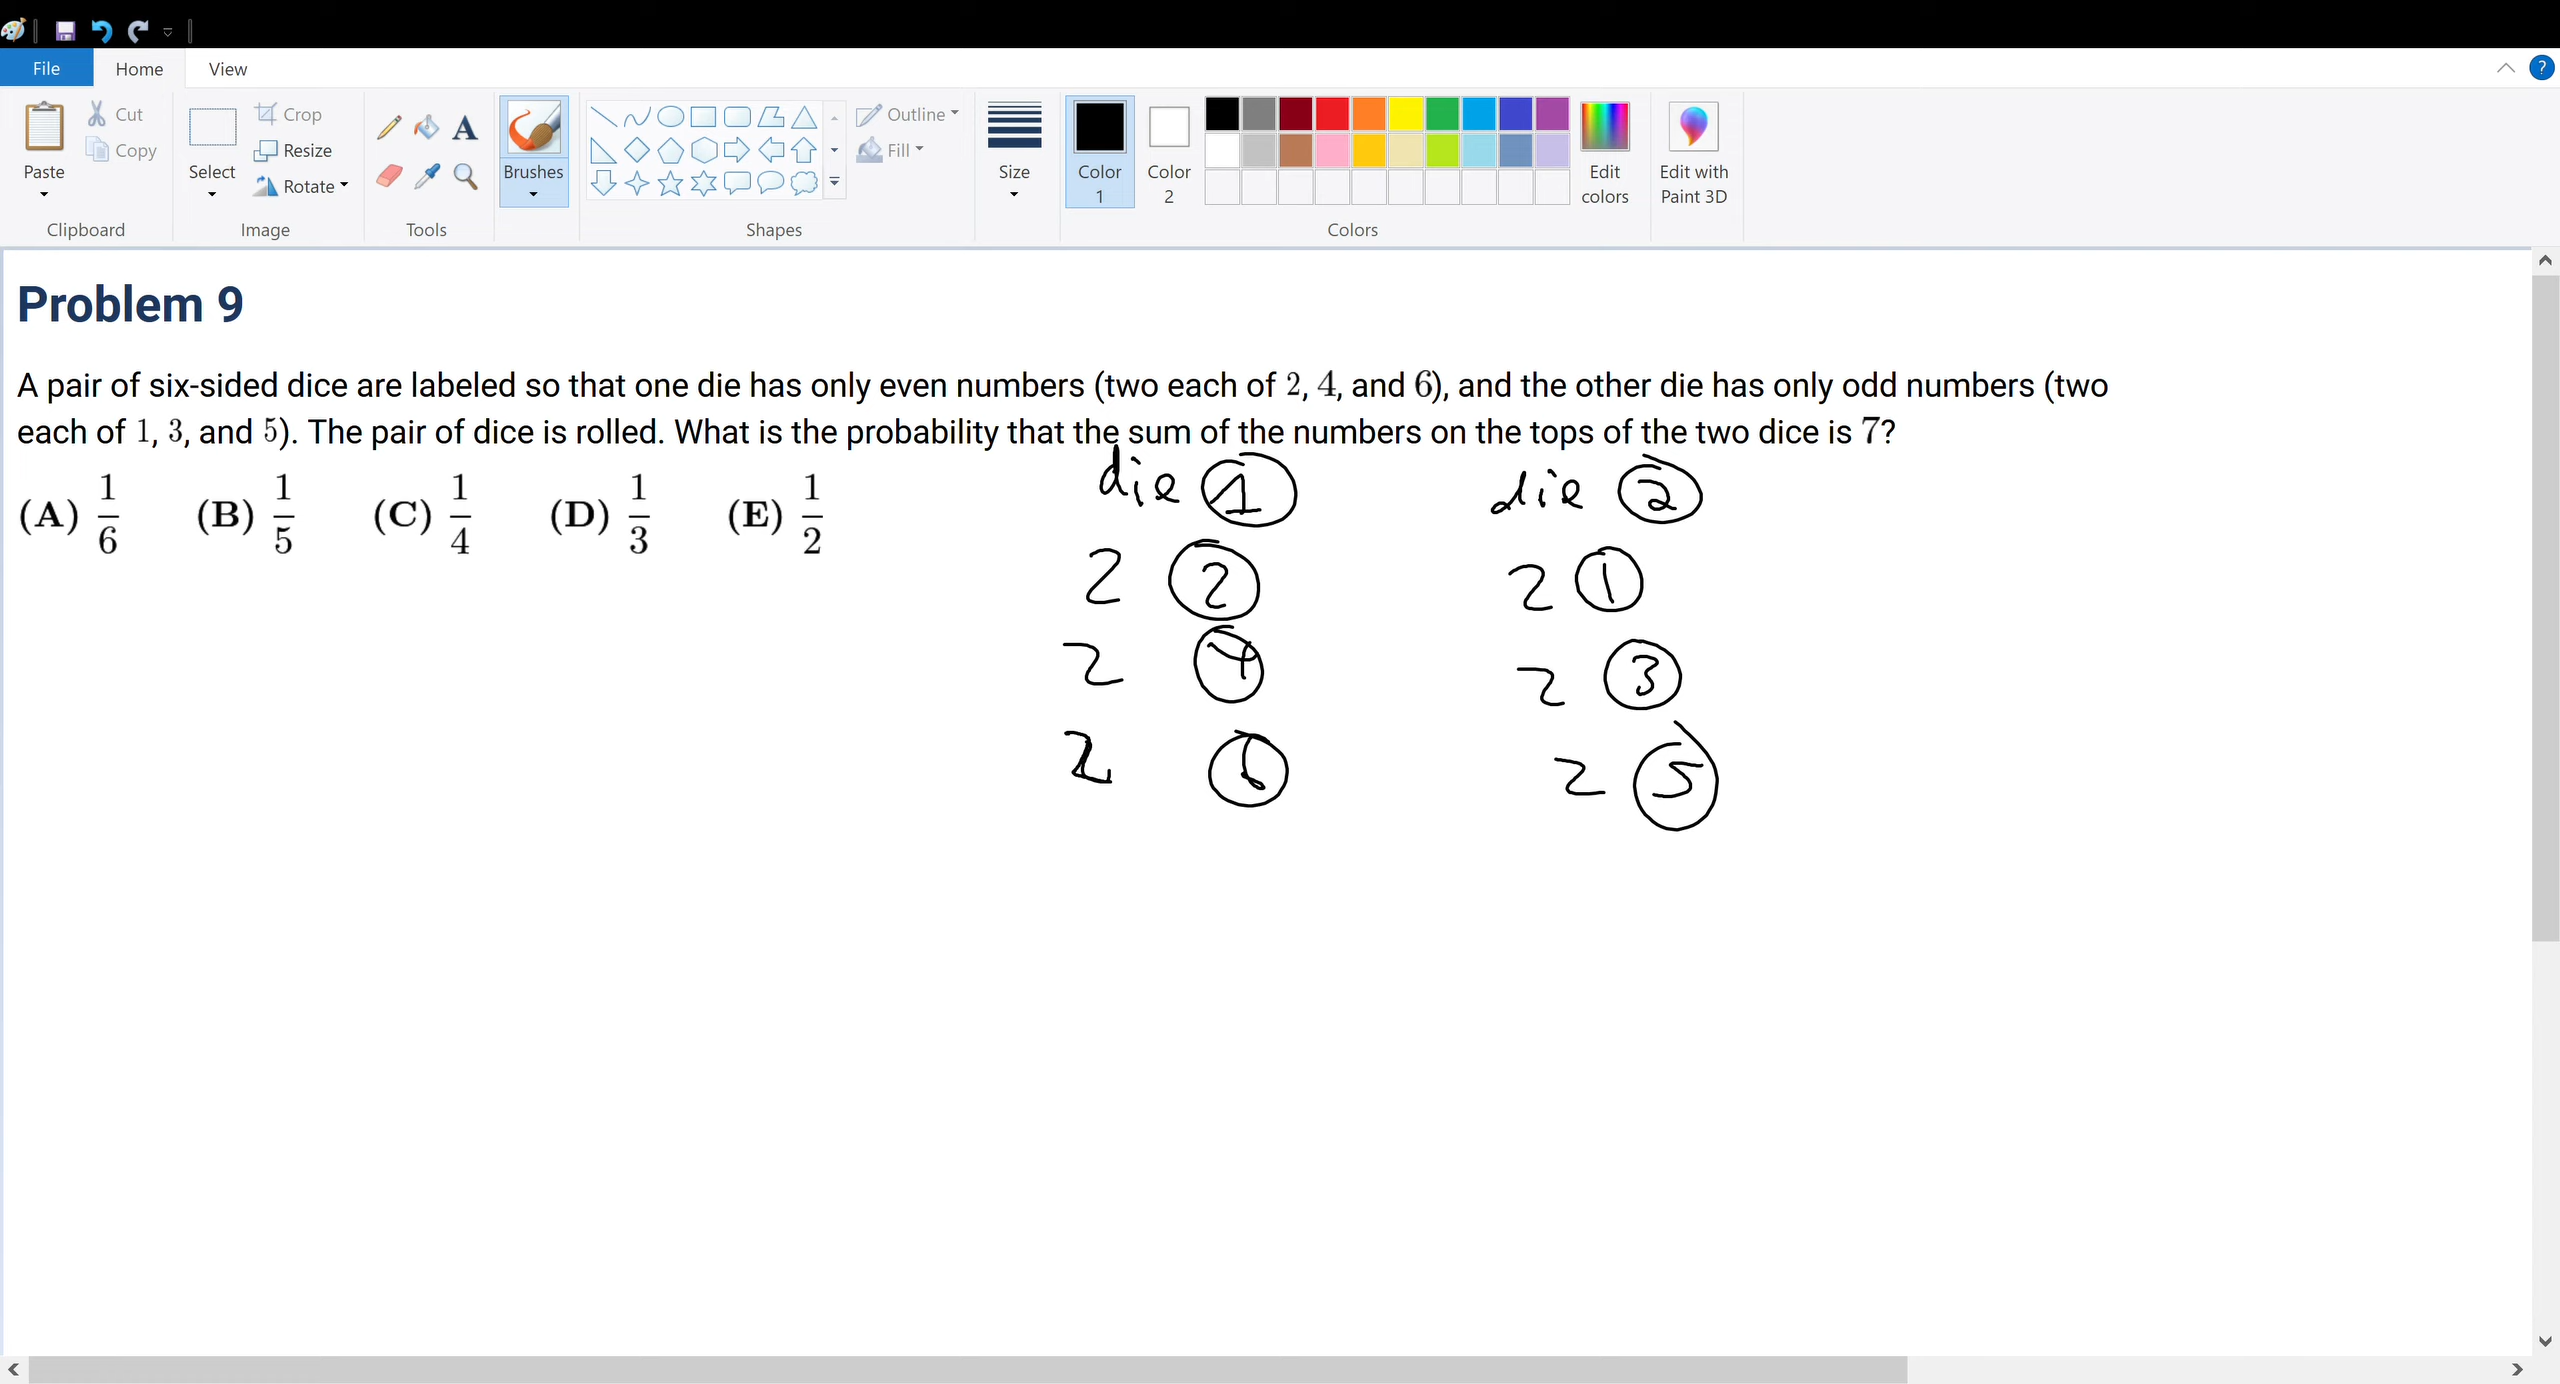 File Home View
Paste Cut Copy Select Crop Resize Rotate Brushes Outline Fill Size Color 1 Color 2 Edit colors Edit with Paint 3D
Clipboard Image Tools Shapes Colors
Problem 9
A pair of six-sided dice are labeled so that one die has only even numbers (two each of 2, 4, and 6), and the other die has only odd numbers (two
each of 1, 3, and 5). The pair of dice is rolled. What is the probability that the sum of the numbers on the tops of the two dice is 7?
(A) 1/6 (B) 1/5 (C) 1/4 (D) 1/3 (E) 1/2
die 1 die 2
2 2 2 1
2 4 2 3
2 6 2 5